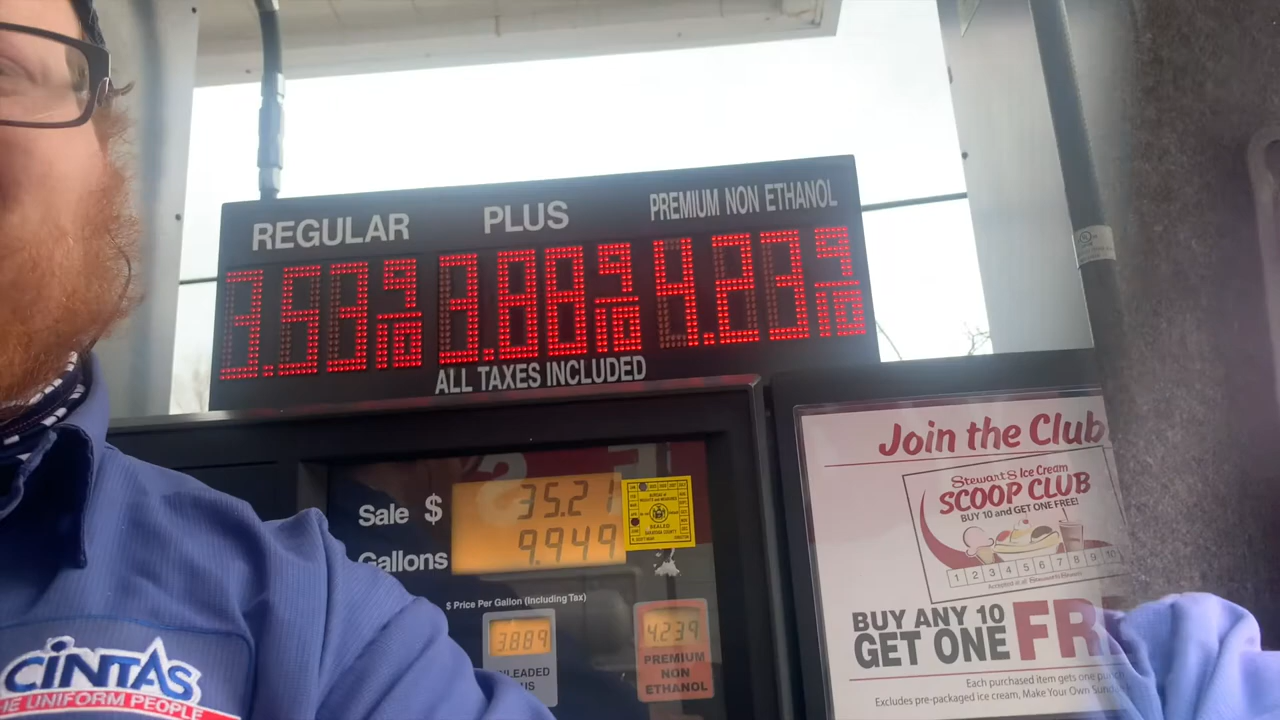 REGULAR
PLUS
PREMIUM NON ETHANOL
3.53 9/10
3.88 9/10
4.23 9/10
ALL TAXES INCLUDED
Sale $
35.21
Gallons
9.949
SEALED
$ Price Per Gallon (Including Tax)
3.889
4.239
PREMIUM
NON
ETHANOL
Join the Club
Stewart's Ice Cream
SCOOP CLUB
BUY 10 and GET ONE FREE!
1 2 3 4 5 6 7 8 9 10
BUY ANY 10
GET ONE FR
Each purchased item gets one punch
Excludes pre-packaged ice cream, Make Your Own
CINTAS
THE UNIFORM PEOPLE